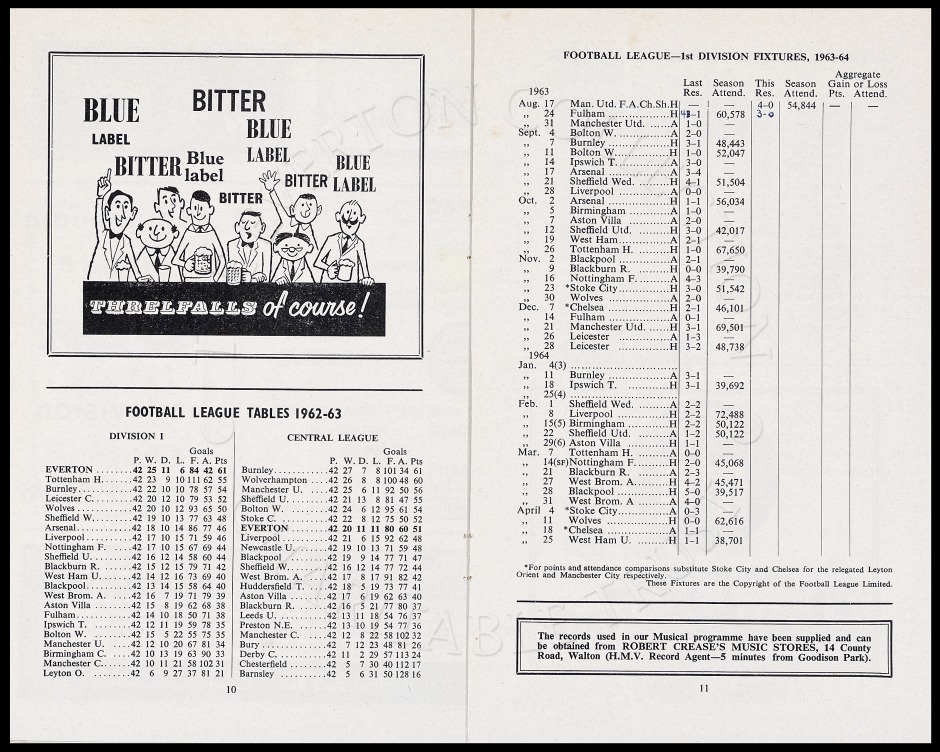 BLUE
LABEL
BITTER
BLUE
LABEL
BITTER
Blue
label
BITTER
BITTER
BLUE
LABEL
THRELFALLS Of course!
FOOTBALL LEAGUE TABLES 1962-63
DIVISION I
Goals
P. W. D. L. F. A. Pts
EVERTON ........42 25 11 6 84 42 61
Tottenham H. ......42 23 9 10 111 62 55
Burnley............42 22 10 10 78 57 54
Leicester C.........42 20 12 10 79 53 52
Wolves ............42 20 10 12 93 65 50
Sheffield W.........42 19 10 13 77 63 48
Arsenal............42 18 10 14 86 77 46
Liverpool ..........42 17 10 15 71 59 46
Nottingham F. .....42 17 10 15 67 69 44
Sheffield U. ........42 16 12 14 58 60 44
Blackburn R. .......42 15 12 15 79 71 42
West Ham U. ......42 14 12 16 73 69 40
Blackpool..........42 13 14 15 58 64 40
West Brom. A. .....42 16 7 19 71 79 39
Aston Villa ........42 15 8 19 62 68 38
Fulham............42 14 10 18 50 71 38
Ipswich T. .........42 12 11 19 59 78 35
Bolton W. .........42 15 5 22 55 75 35
Manchester U. .....42 12 10 20 67 81 34
Birmingham C. .....42 10 13 19 63 90 33
Manchester C.......42 10 11 21 58 102 31
Leyton O. .........42 6 9 27 37 81 21
CENTRAL LEAGUE
Goals
P. W. D. L. F. A. Pts
Burnley............42 27 7 8 101 34 61
Wolverhampton ....42 26 8 8 100 48 60
Manchester U. .....42 25 6 11 92 50 56
Sheffield U. ........42 21 13 8 81 47 55
Bolton W. .........42 24 6 12 95 61 54
Stoke C. ..........42 22 8 12 75 50 52
EVERTON ........42 20 11 11 80 60 51
Liverpool ..........42 21 6 15 92 62 48
Newcastle U. ......42 19 10 13 71 59 48
Blackpool .........42 19 9 14 77 71 47
Sheffield W.........42 16 12 14 77 72 44
West Brom. A. .....42 17 8 17 91 82 42
Huddersfield T. ....42 18 5 19 73 77 41
Aston Villa ........42 17 6 19 62 63 40
Blackburn R. ......42 16 5 21 77 80 37
Leeds U. ..........42 13 11 18 54 76 37
Preston N.E. ......42 13 10 19 54 77 36
Manchester C. .....42 12 8 22 58 102 32
Bury ..............42 7 12 23 48 81 26
Derby C. ..........42 11 2 29 57 113 24
Chesterfield .......42 5 7 30 40 112 17
Barnsley ..........42 5 6 31 50 128 16
10
FOOTBALL LEAGUE—1st DIVISION FIXTURES, 1963-64
Last Res. Season Attend. This Res. Season Attend. Aggregate Gain or Loss Pts. Attend.
1963
Aug. 17 Man. Utd. F.A.Ch.Sh.H — — 4-0 54,844 — —
,, 24 Fulham ...............H 4–1 60,578 3-0
,, 31 Manchester Utd. ......A 1–0 —
Sept. 4 Bolton W. ............A 2–0 —
,, 7 Burnley ...............H 3–1 48,443
,, 11 Bolton W..............H 1–0 52,047
,, 14 Ipswich T..............A 3–0 —
,, 17 Arsenal ...............A 3–4 —
,, 21 Sheffield Wed. .........H 4–1 51,504
,, 28 Liverpool .............A 0–0 —
Oct. 2 Arsenal ...............H 1–1 56,034
,, 5 Birmingham ...........A 1–0 —
,, 7 Aston Villa ............A 2–0 —
,, 12 Sheffield Utd. .........H 3–0 42,017
,, 19 West Ham.............A 2–1 —
,, 26 Tottenham H. .........H 1–0 67,650
Nov. 2 Blackpool .............A 2–1 —
,, 9 Blackburn R. ..........H 0–0 39,790
,, 16 Nottingham F..........A 4–3 —
,, 23 *Stoke City.............H 3–0 51,542
,, 30 Wolves ...............A 2–0 —
Dec. 7 *Chelsea ...............H 2–1 46,101
,, 14 Fulham ...............A 0–1 —
,, 21 Manchester Utd. ......H 3–1 69,501
,, 26 Leicester ..............A 1–3 —
,, 28 Leicester ..............H 3–2 48,738
1964
Jan. 4(3) ........................
,, 11 Burnley ...............A 3–1 —
,, 18 Ipswich T. ............H 3–1 39,692
,, 25(4) ........................
Feb. 1 Sheffield Wed. .........A 2–2 —
,, 8 Liverpool .............H 2–2 72,488
,, 15(5) Birmingham ...........H 2–2 50,122
,, 22 Sheffield Utd. .........A 1–2 50,122
,, 29(6) Aston Villa ............H 1–1 —
Mar. 7 Tottenham H. .........A 0–0 —
,, 14(SF)Nottingham F..........H 2–0 45,068
,, 21 Blackburn R. ..........A 2–3 —
,, 27 West Brom. A. ........H 4–2 45,471
,, 28 Blackpool .............H 5–0 39,517
,, 31 West Brom. A. ........A 4–0 —
April 4 *Stoke City.............A 0–3 —
,, 11 Wolves ...............H 0–0 62,616
,, 18 *Chelsea ...............A 1–1 —
,, 25 West Ham U. .........H 1–1 38,701
*For points and attendance comparisons substitute Stoke City and Chelsea for the relegated Leyton
Orient and Manchester City respectively.
These Fixtures are the Copyright of the Football League Limited.
The records used in our Musical programme have been supplied and can
be obtained from ROBERT CREASE'S MUSIC STORES, 14 County
Road, Walton (H.M.V. Record Agent—5 minutes from Goodison Park).
11